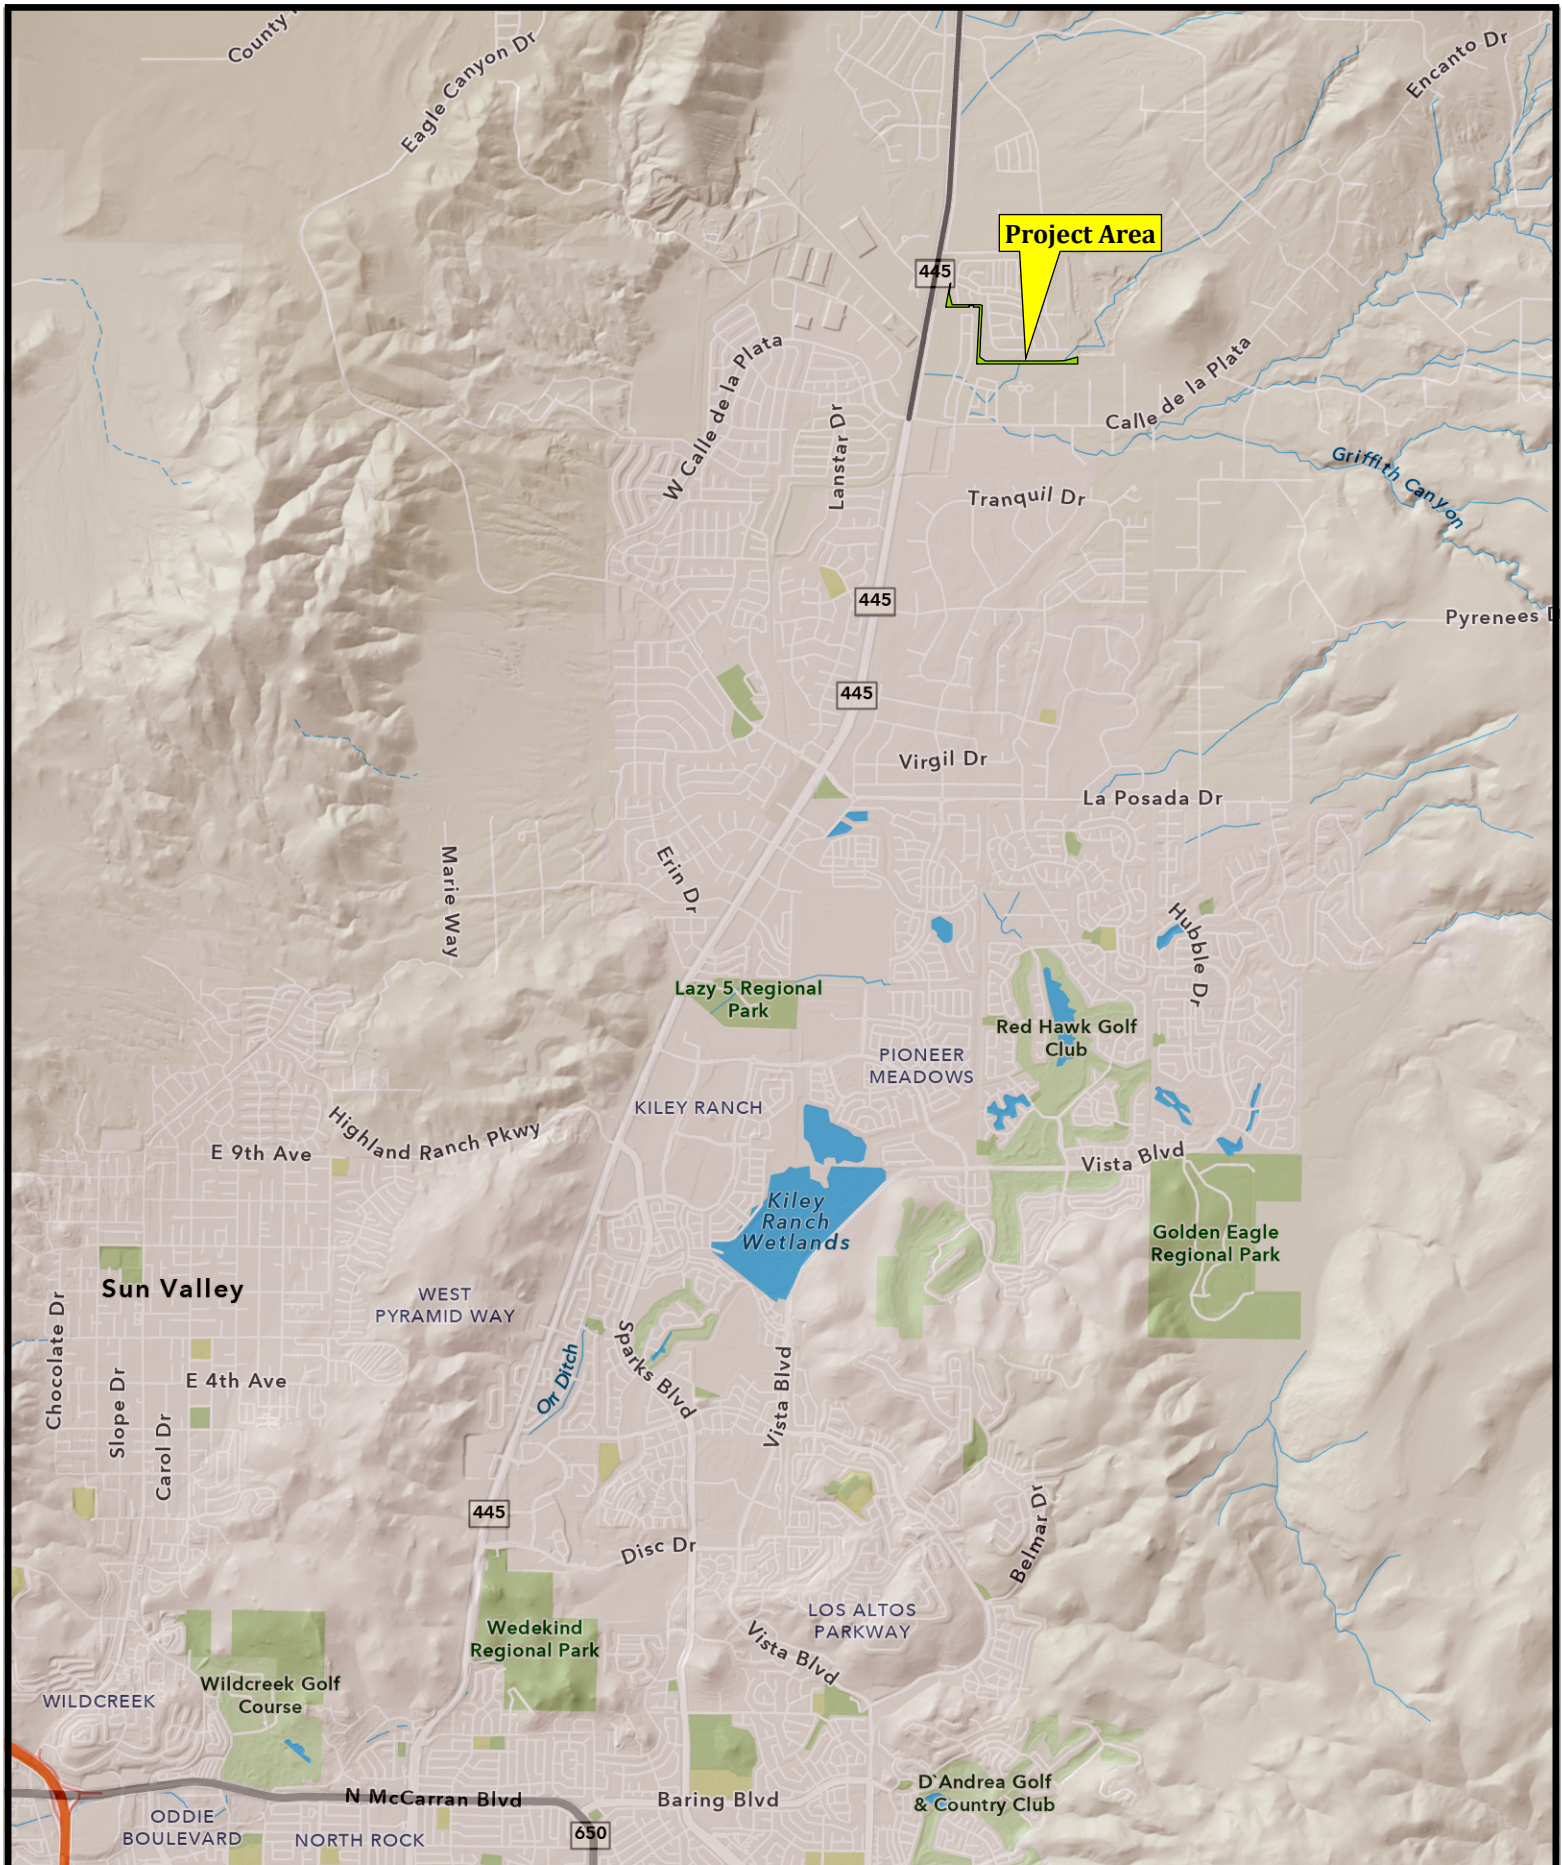 County
Eagle Canyon Dr
Encanto Dr
Project Area
445
W Calle de la Plata
Lanstar Dr
Calle de la Plata
Griffith Canyon
Tranquil Dr
445
Pyrenees D
445
Virgil Dr
La Posada Dr
Marie Way
Erin Dr
Hubble Dr
Lazy 5 Regional
Park
Red Hawk Golf
Club
PIONEER
MEADOWS
KILEY RANCH
Highland Ranch Pkwy
E 9th Ave
Vista Blvd
Kiley
Ranch
Wetlands
Golden Eagle
Regional Park
Sun Valley
WEST
PYRAMID WAY
Chocolate Dr
Slope Dr
Carol Dr
E 4th Ave
Orr Ditch
Sparks Blvd
Vista Blvd
445
Disc Dr
Belmar Dr
LOS ALTOS
PARKWAY
Vista Blvd
Wedekind
Regional Park
Wildcreek Golf
Course
WILDCREEK
N McCarran Blvd
Baring Blvd
D`Andrea Golf
& Country Club
ODDIE
BOULEVARD
NORTH ROCK
650